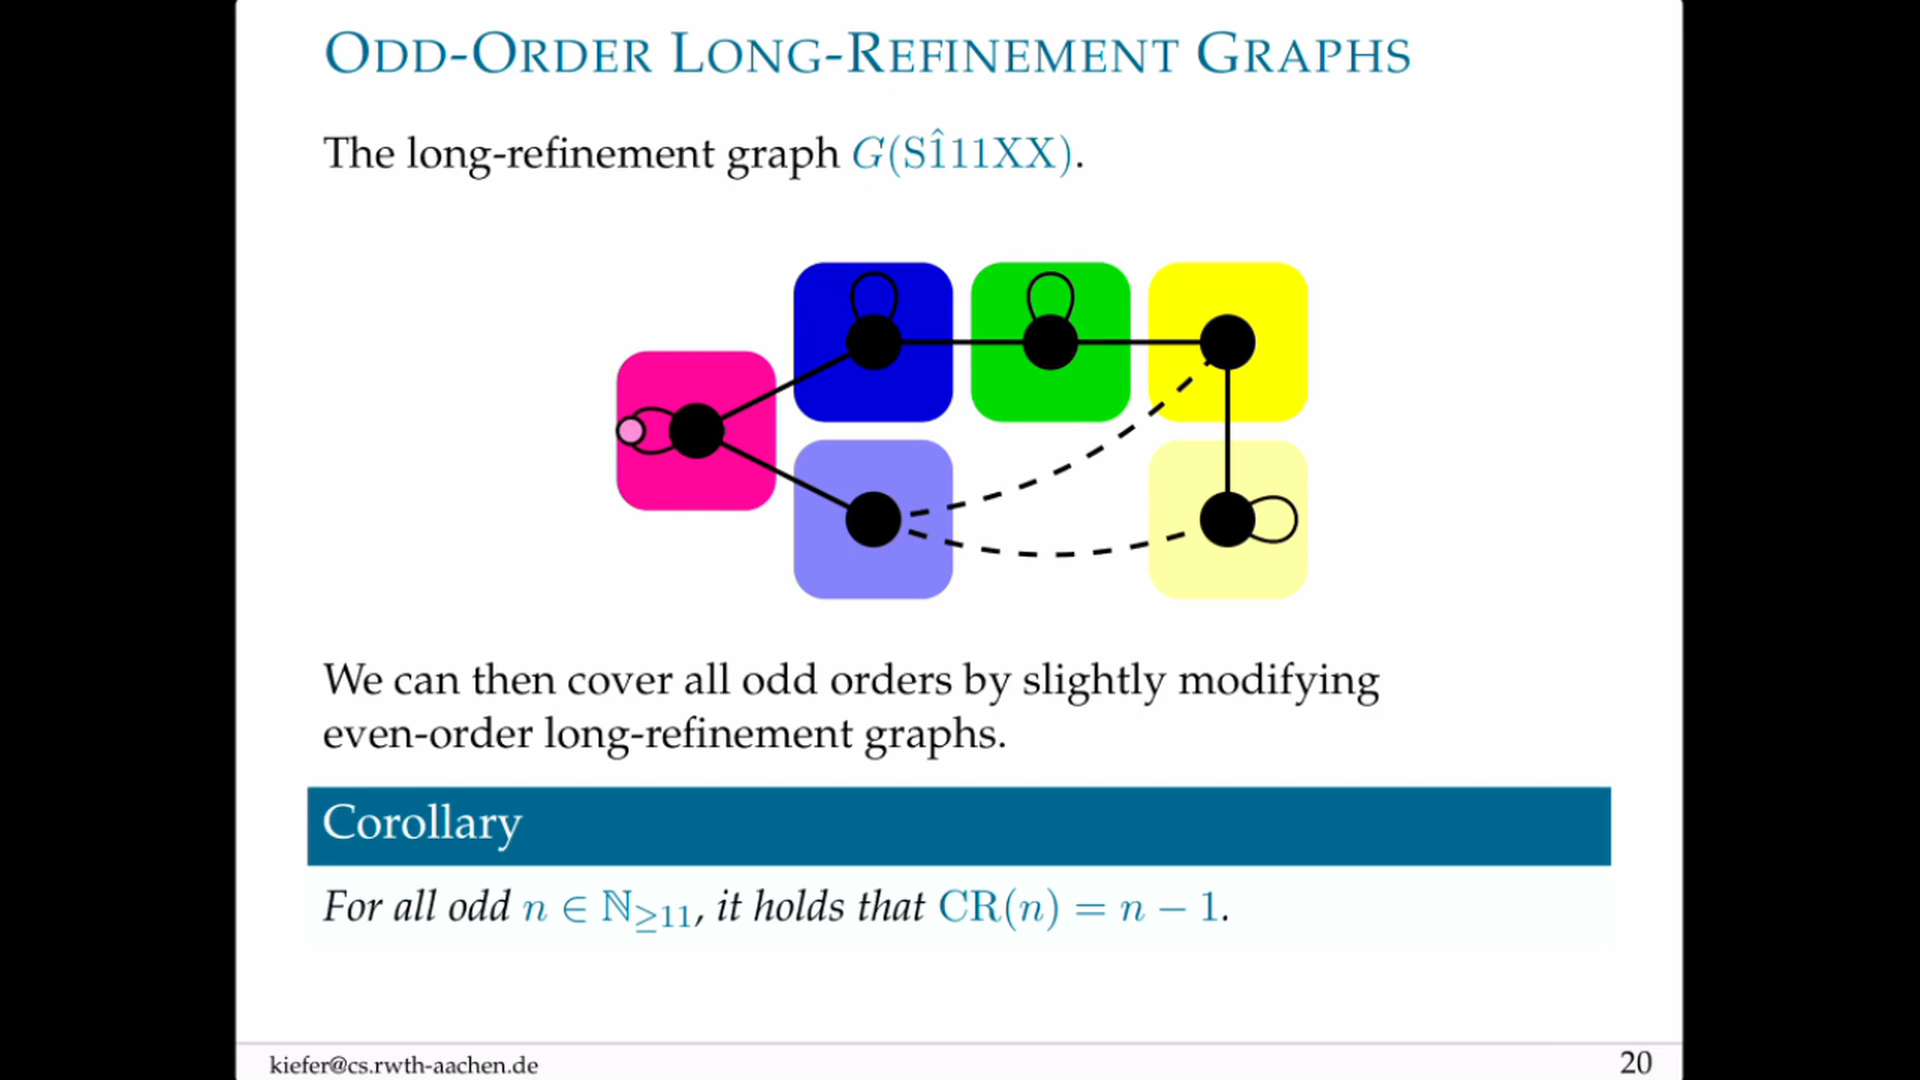 ODD-ORDER LONG-REFINEMENT GRAPHS
The long-refinement graph G(S1̂11XX).
We can then cover all odd orders by slightly modifying
even-order long-refinement graphs.
Corollary
For all odd n ∈ ℕ≥11, it holds that CR(n) = n − 1.
kiefer@cs.rwth-aachen.de
20